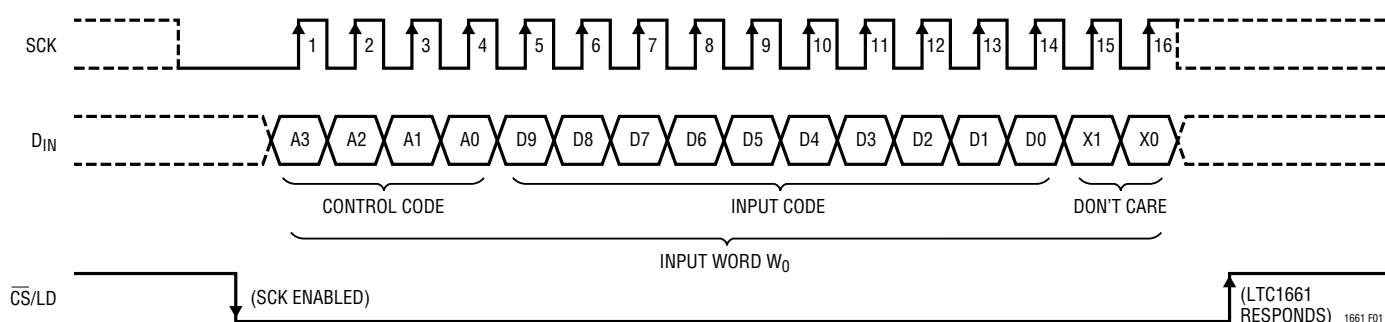 SCK 1 2 3 4 5 6 7 8 9 10 11 12 13 14 15 16
DIN A3 A2 A1 A0 D9 D8 D7 D6 D5 D4 D3 D2 D1 D0 X1 X0
CONTROL CODE INPUT CODE DON'T CARE
INPUT WORD W0
CS/LD (SCK ENABLED) (LTC1661
RESPONDS) 1661 F01